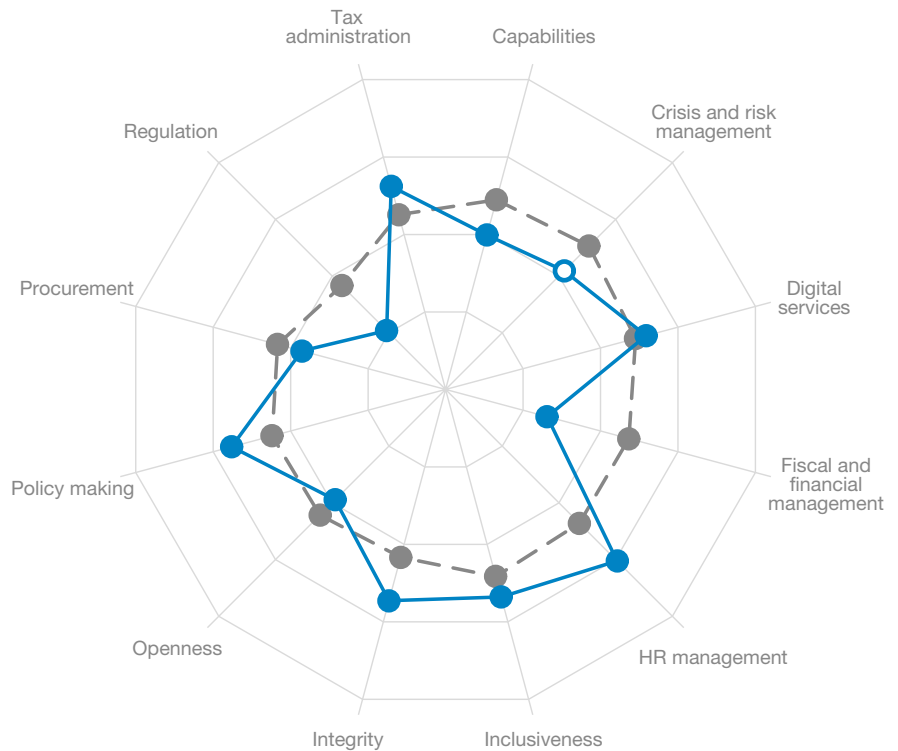 Tax
administration
Capabilities
Crisis and risk
management
Regulation
Procurement
Digital
services
Policy making
Fiscal and
financial
management
Openness
HR management
Integrity
Inclusiveness